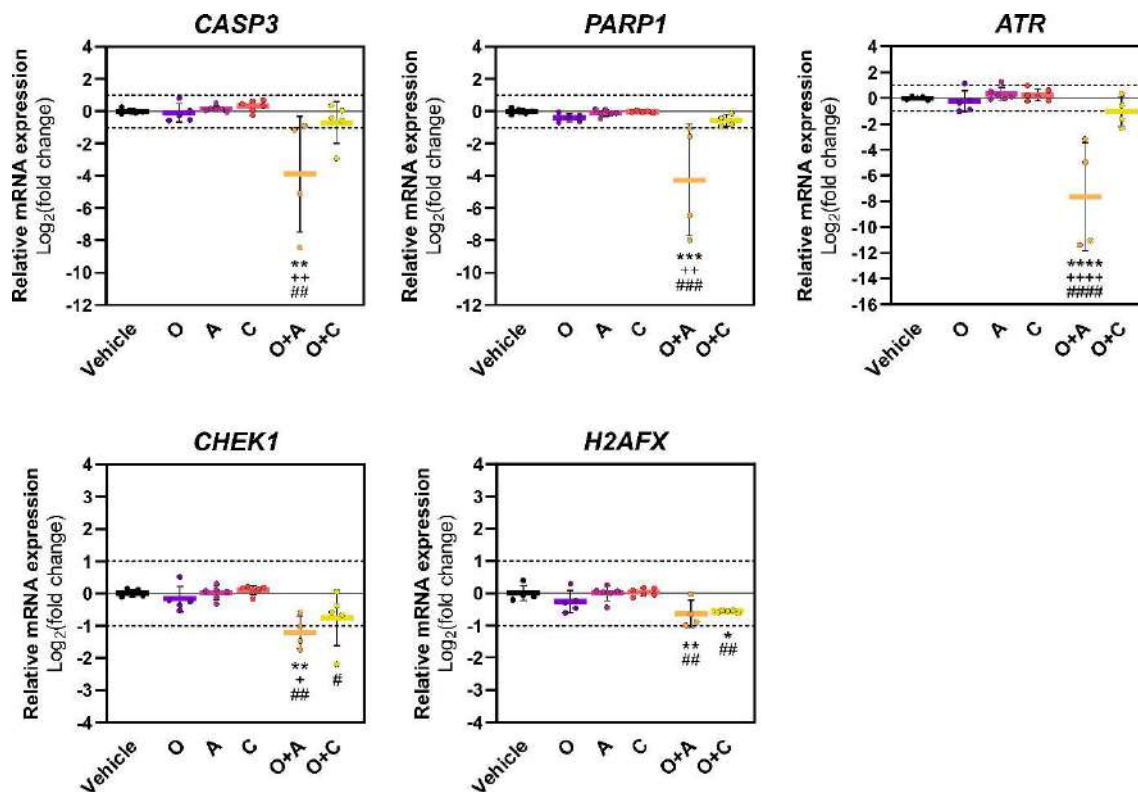 CASP3
Relative mRNA expression
Log₂(fold change)
4
2
0
-2
-4
-6
-8
-10
-12
**
++
##
Vehicle
O
A
C
O+A
O+C
PARP1
Relative mRNA expression
Log₂(fold change)
4
2
0
-2
-4
-6
-8
-10
-12
***
++
###
Vehicle
O
A
C
O+A
O+C
ATR
Relative mRNA expression
Log₂(fold change)
4
2
0
-2
-4
-6
-8
-10
-12
-14
-16
****
++++
####
Vehicle
O
A
C
O+A
O+C
CHEK1
Relative mRNA expression
Log₂(fold change)
4
3
2
1
0
-1
-2
-3
-4
**
+
##
#
Vehicle
O
A
C
O+A
O+C
H2AFX
Relative mRNA expression
Log₂(fold change)
4
3
2
1
0
-1
-2
-3
-4
**
##
*
##
Vehicle
O
A
C
O+A
O+C